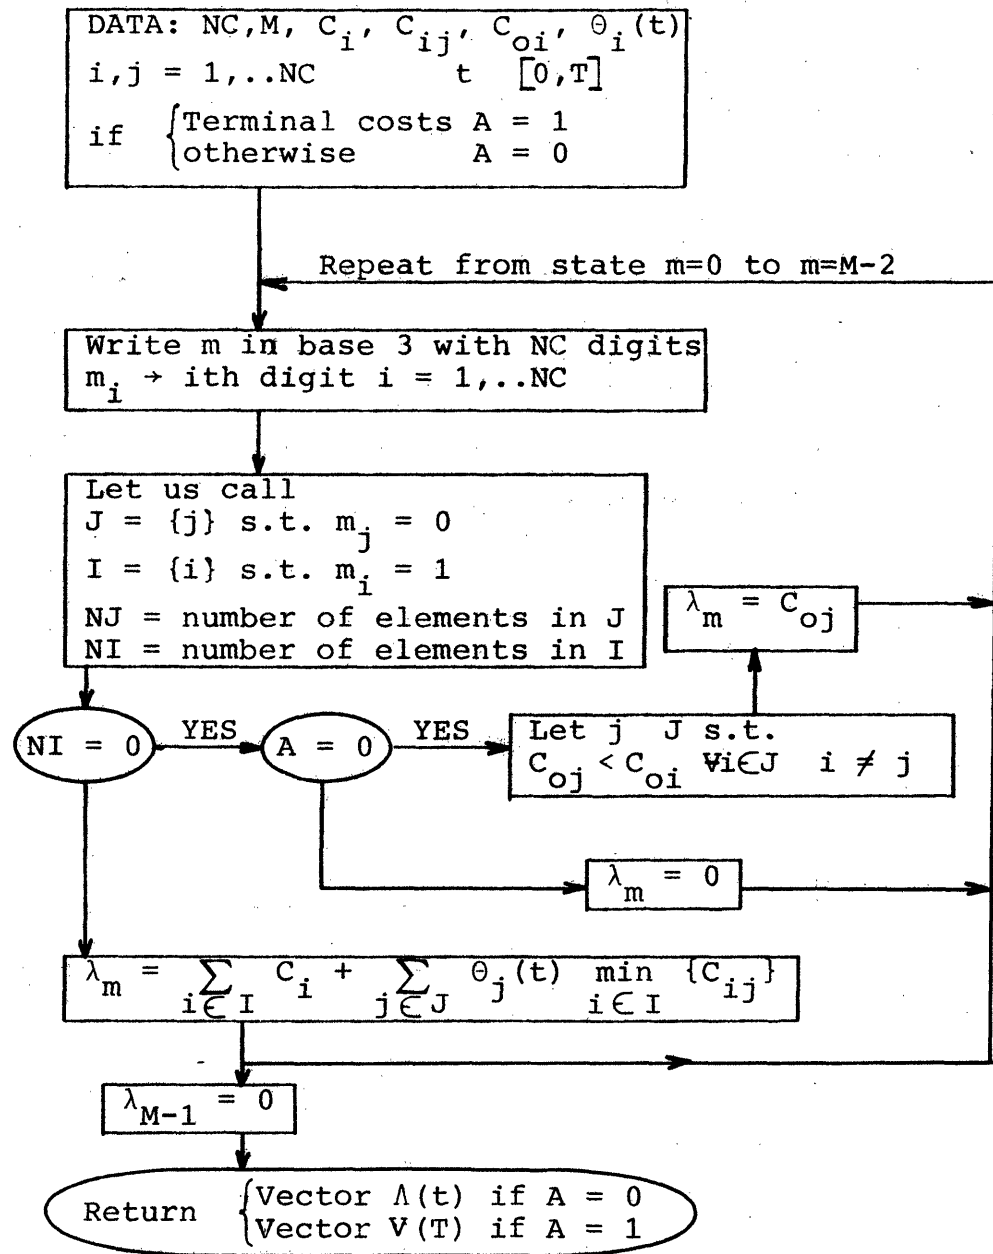 DATA: NC,M, C_i, C_ij, C_oi, Θ_i(t)
i,j = 1,..NC t [0,T]
if { Terminal costs A = 1
otherwise A = 0
Repeat from state m=0 to m=M-2
Write m in base 3 with NC digits
m_i → ith digit i = 1,..NC
Let us call
J = {j} s.t. m_j = 0
I = {i} s.t. m_i = 1
NJ = number of elements in J
NI = number of elements in I
λ_m = C_oj
NI = 0
YES
A = 0
YES
Let j J s.t.
C_oj < C_oi ∀i∈J i ≠ j
λ_m = 0
λ_m = ∑_{i∈I} C_i + ∑_{j∈J} Θ_j(t) min_{i∈I} {C_ij}
λ_M-1 = 0
Return { Vector Λ(t) if A = 0
Vector V(T) if A = 1